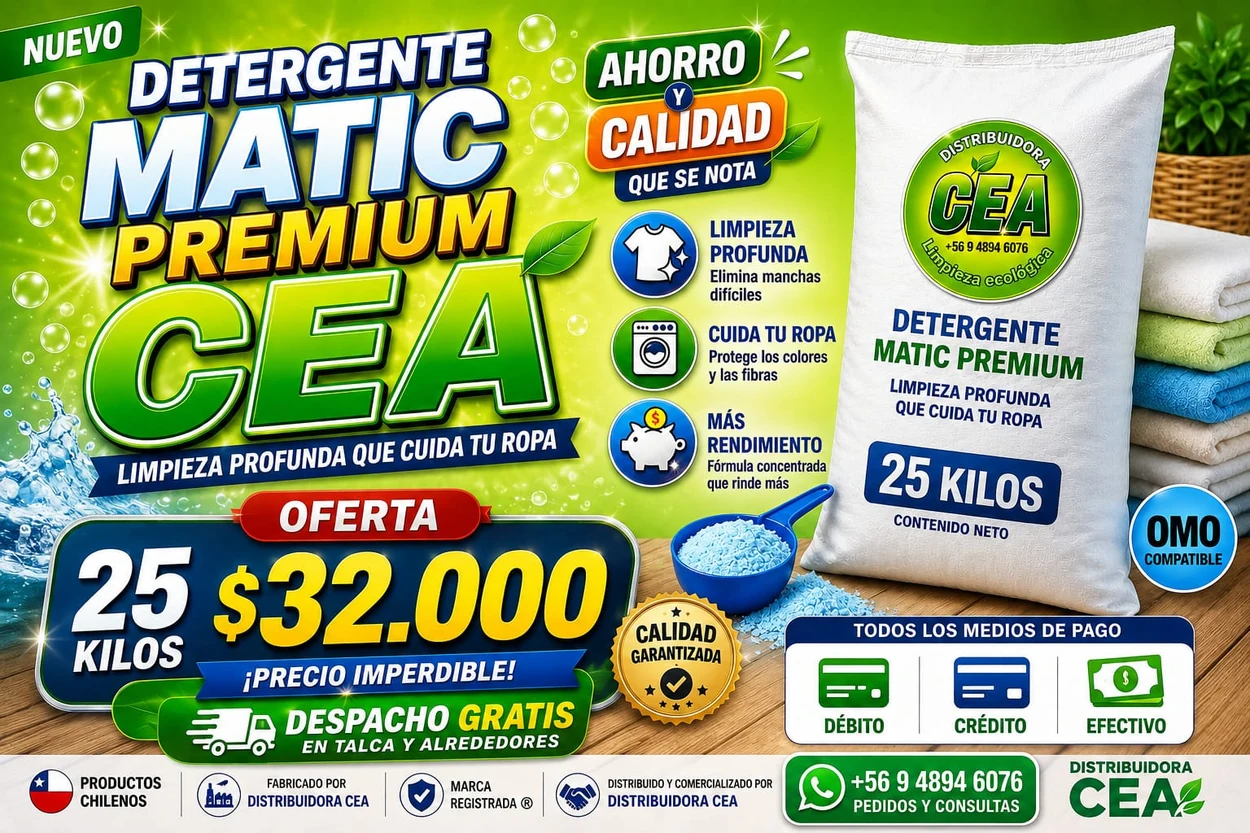 NUEVO
DETERGENTE
MATIC
PREMIUM
CEA
LIMPIEZA PROFUNDA QUE CUIDA TU ROPA
AHORRO
Y
CALIDAD
QUE SE NOTA
LIMPIEZA
PROFUNDA
Elimina manchas
difíciles
CUIDA TU ROPA
Protege los colores
y las fibras
MÁS
RENDIMIENTO
Fórmula concentrada
que rinde más
DISTRIBUIDORA
CEA
+56 9 4894 6076
Limpieza ecológica
DETERGENTE
MATIC PREMIUM
LIMPIEZA PROFUNDA
QUE CUIDA TU ROPA
25 KILOS
CONTENIDO NETO
OMO
COMPATIBLE
OFERTA
25
KILOS
$32.000
¡PRECIO IMPERDIBLE!
DESPACHO GRATIS
EN TALCA Y ALREDEDORES
CALIDAD
GARANTIZADA
TODOS LOS MEDIOS DE PAGO
DÉBITO
CRÉDITO
EFECTIVO
PRODUCTOS
CHILENOS
FABRICADO POR
DISTRIBUIDORA CEA
MARCA
REGISTRADA ®
DISTRIBUIDO Y COMERCIALIZADO POR
DISTRIBUIDORA CEA
+56 9 4894 6076
PEDIDOS Y CONSULTAS
DISTRIBUIDORA
CEA